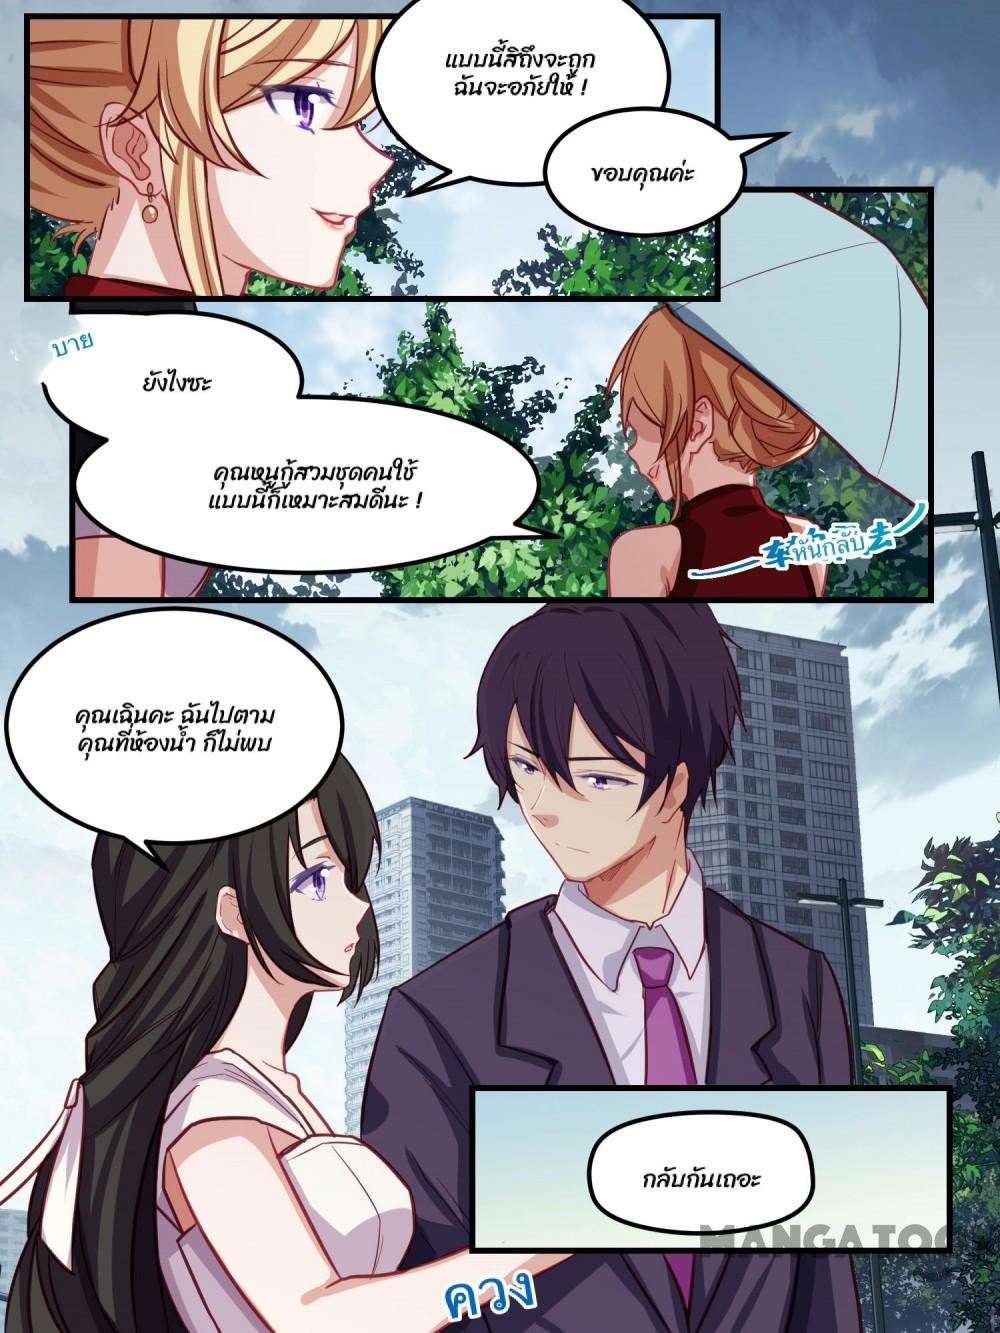 แบบนี้สิถึงจะถูก
ฉันจะอภัยให้ !
ขอบคุณค่ะ
บาย
ยังไงซะ
คุณหนูกู้สวมชุดคนใช้
แบบนี้ก็เหมาะสมดีนะ !
หันกลับ
去
คุณเฉินคะ ฉันไปตาม
คุณที่ห้องน้ำ ก็ไม่พบ
กลับกันเถอะ
MANGA TOO
ควง